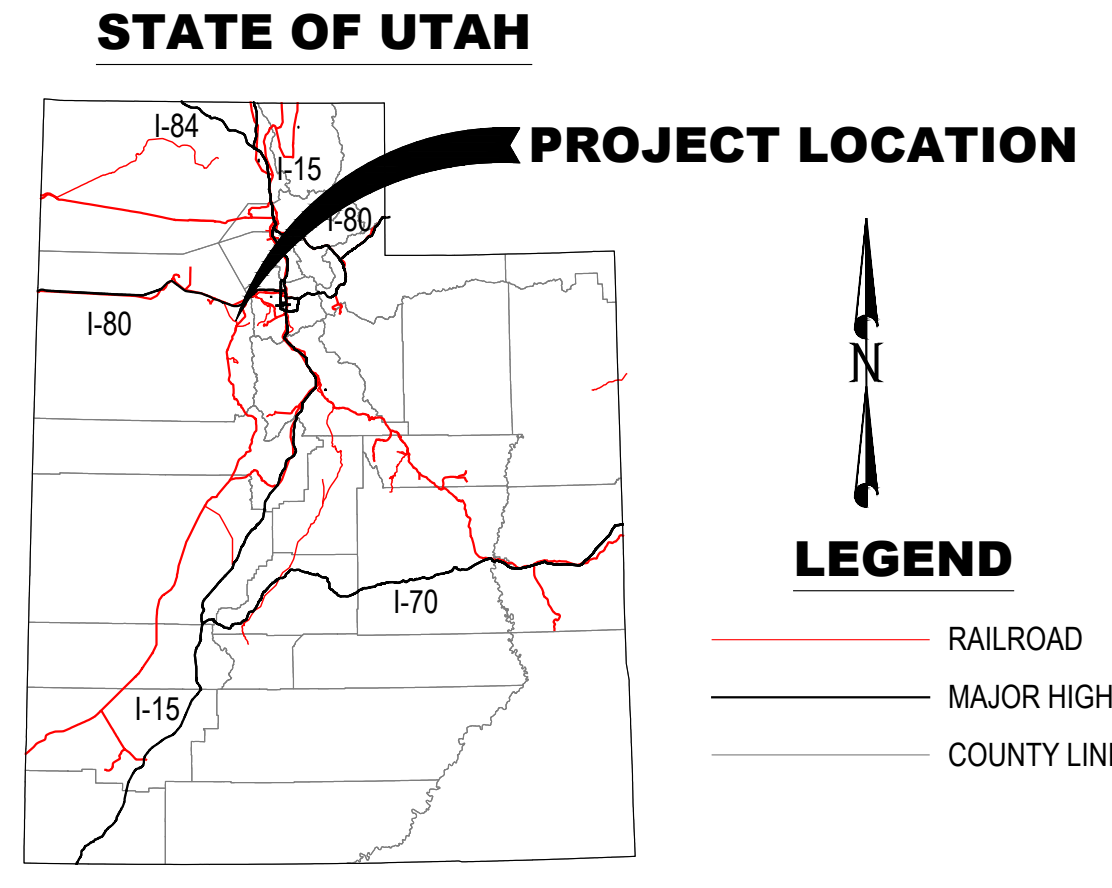 STATE OF UTAH
I-84
PROJECT LOCATION
I-15
I-80
I-80
N
LEGEND
I-70
RAILROAD
MAJOR HIGH
I-15
COUNTY LIN